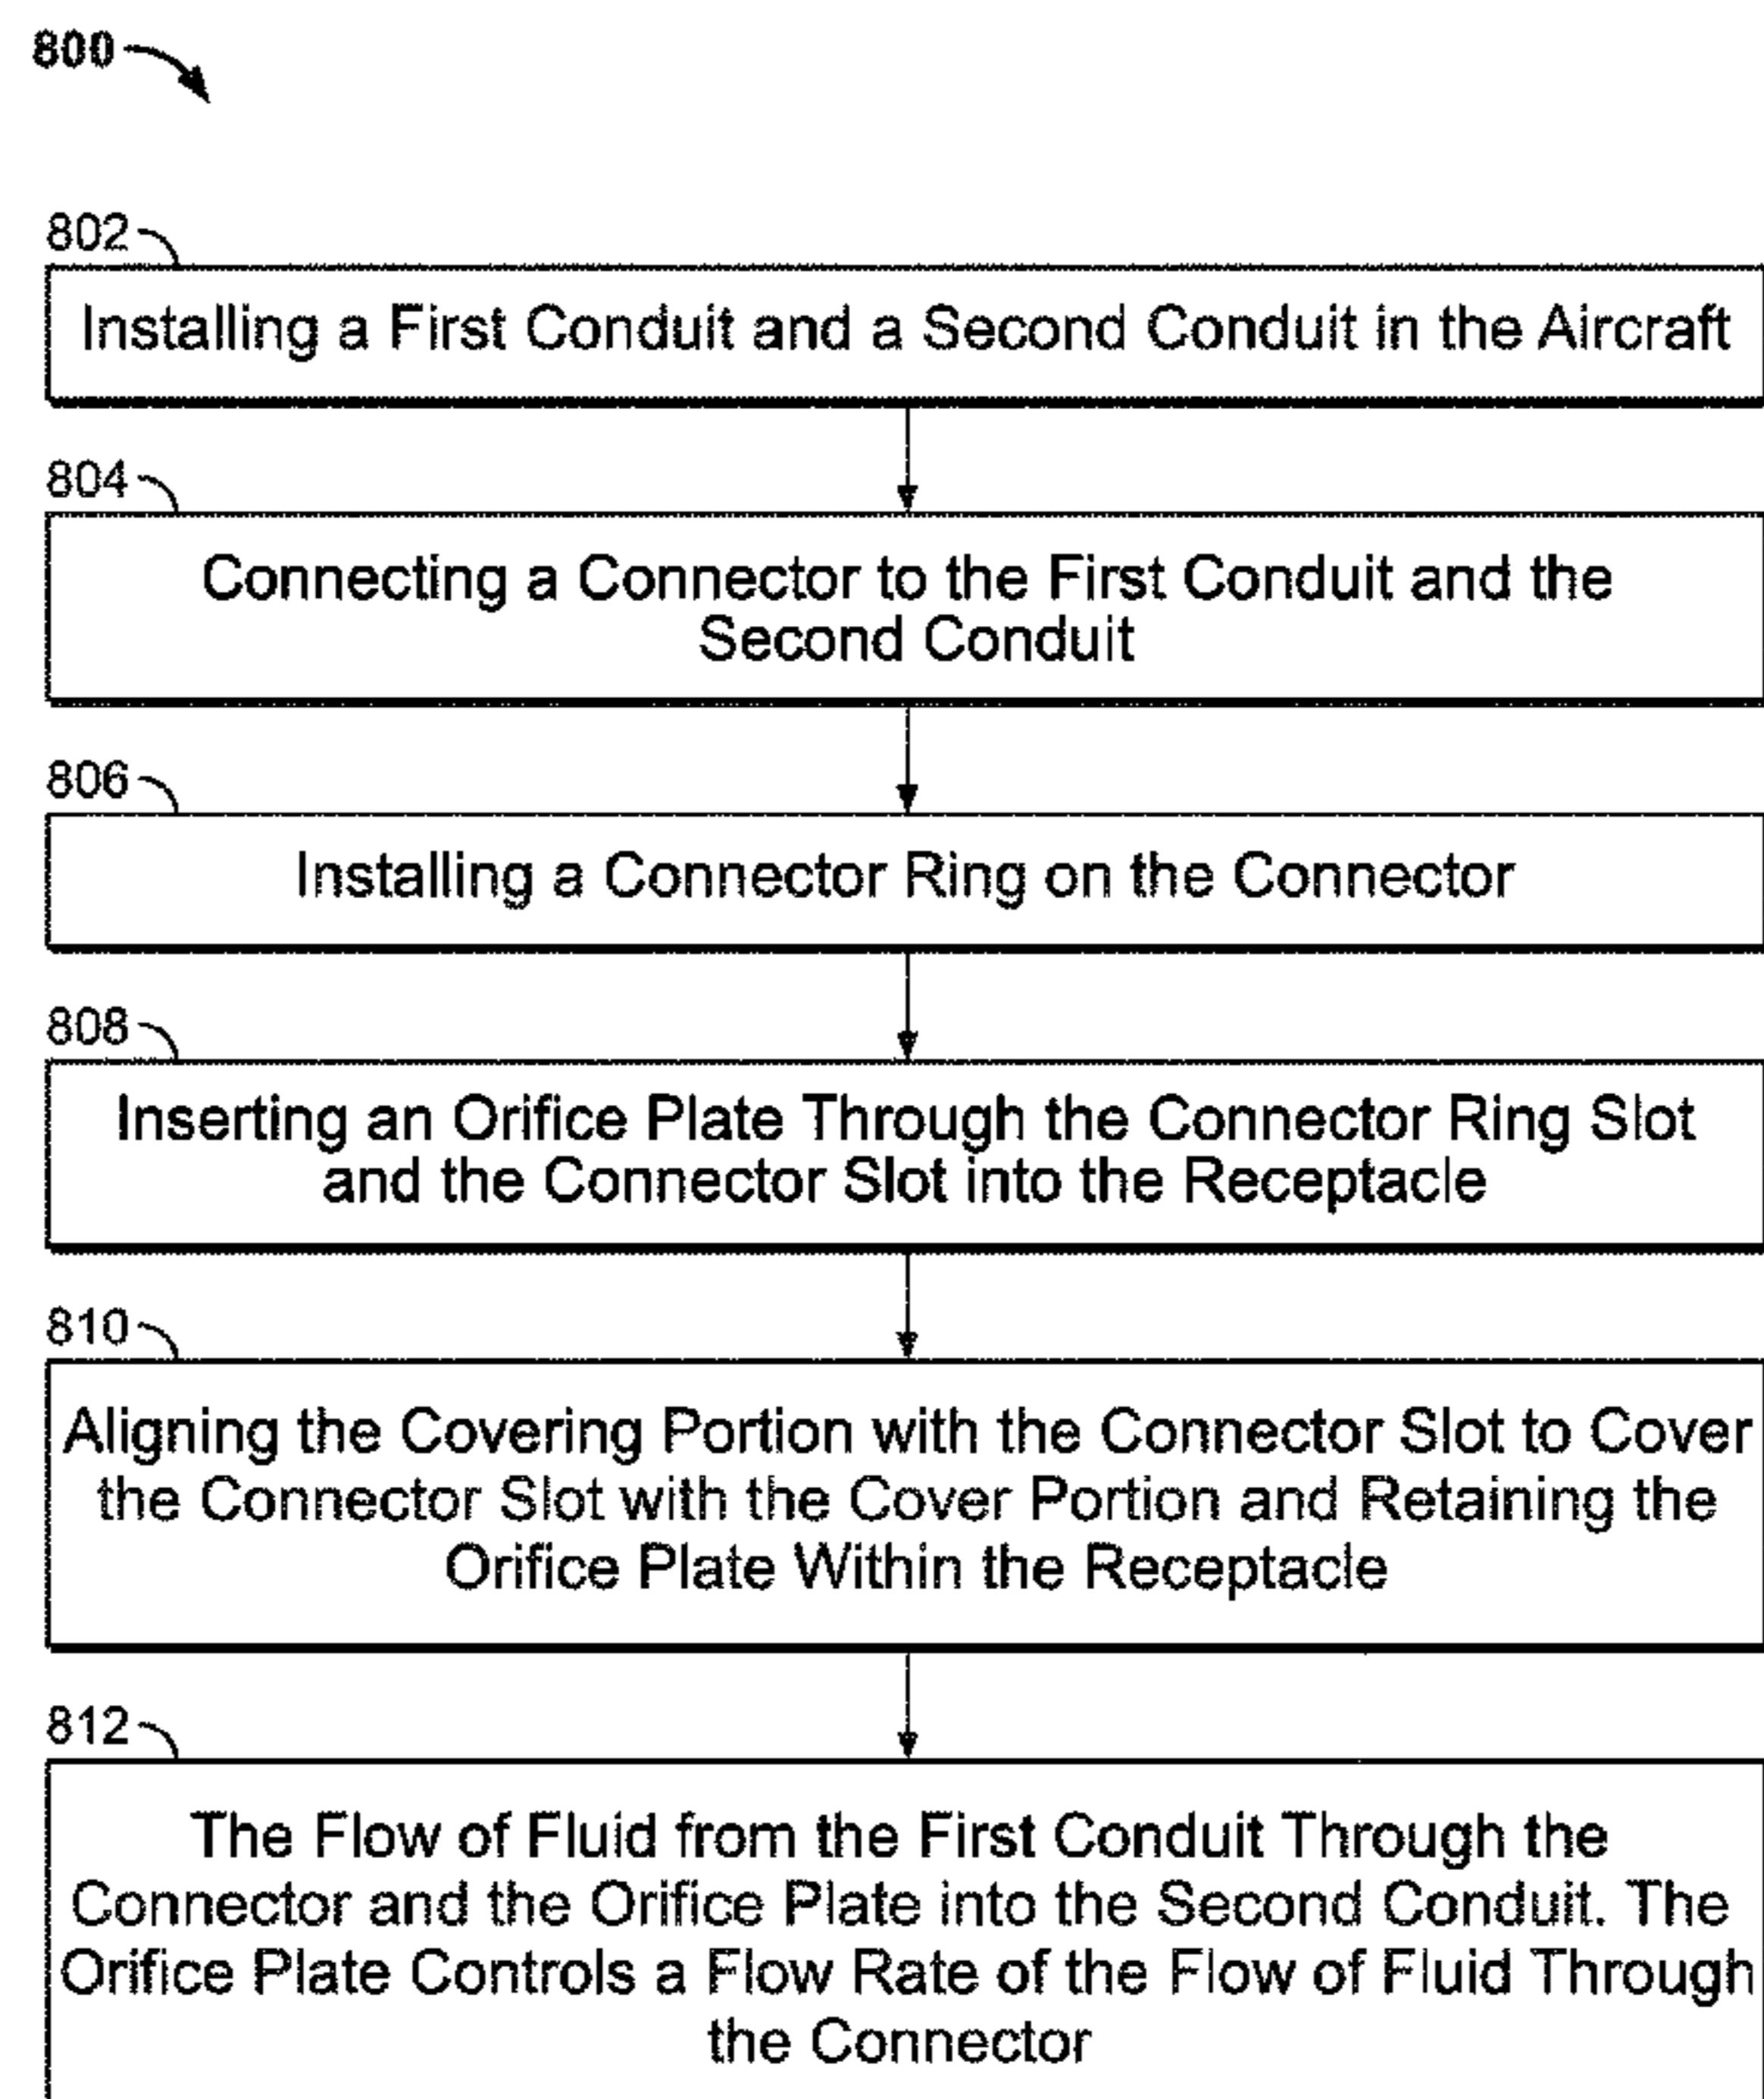 800
802
Installing a First Conduit and a Second Conduit in the Aircraft
804
Connecting a Connector to the First Conduit and the
Second Conduit
806
Installing a Connector Ring on the Connector
808
Inserting an Orifice Plate Through the Connector Ring Slot
and the Connector Slot into the Receptacle
810
Aligning the Covering Portion with the Connector Slot to Cover
the Connector Slot with the Cover Portion and Retaining the
Orifice Plate Within the Receptacle
812
The Flow of Fluid from the First Conduit Through the
Connector and the Orifice Plate into the Second Conduit. The
Orifice Plate Controls a Flow Rate of the Flow of Fluid Through
the Connector